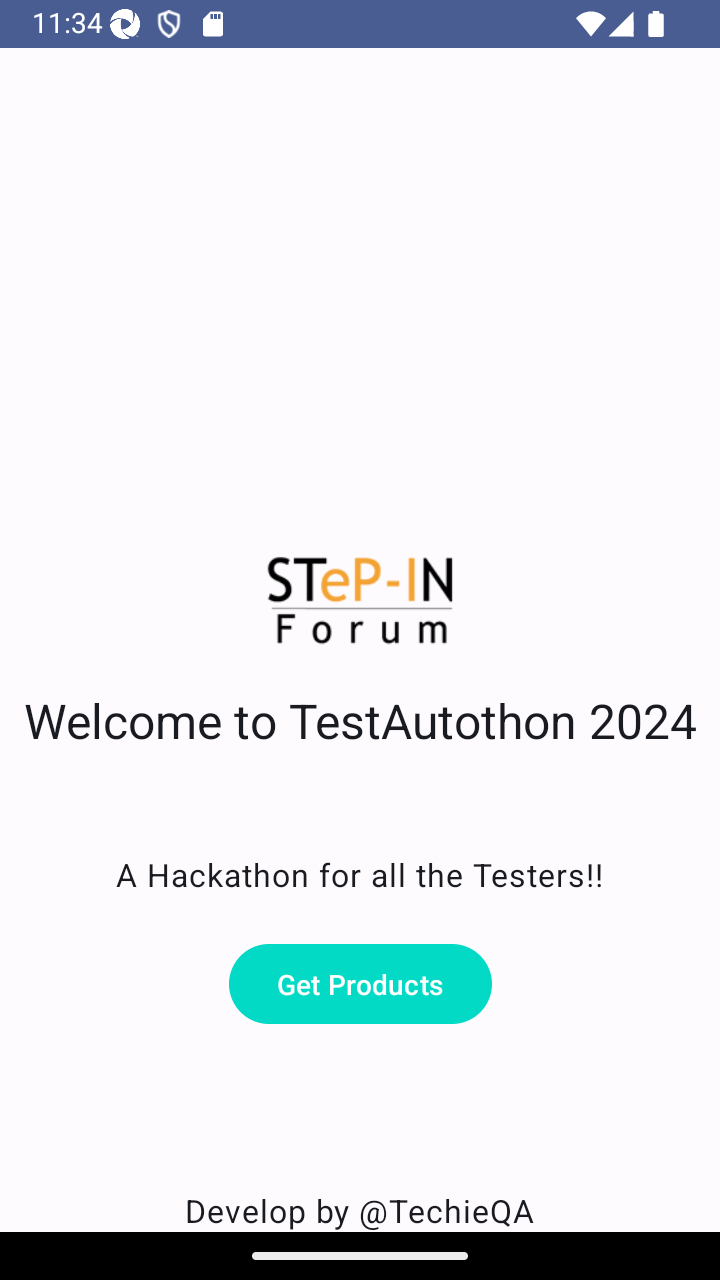 11:34
STeP-IN
Forum
Welcome to TestAutothon 2024
A Hackathon for all the Testers!!
Get Products
Develop by @TechieQA